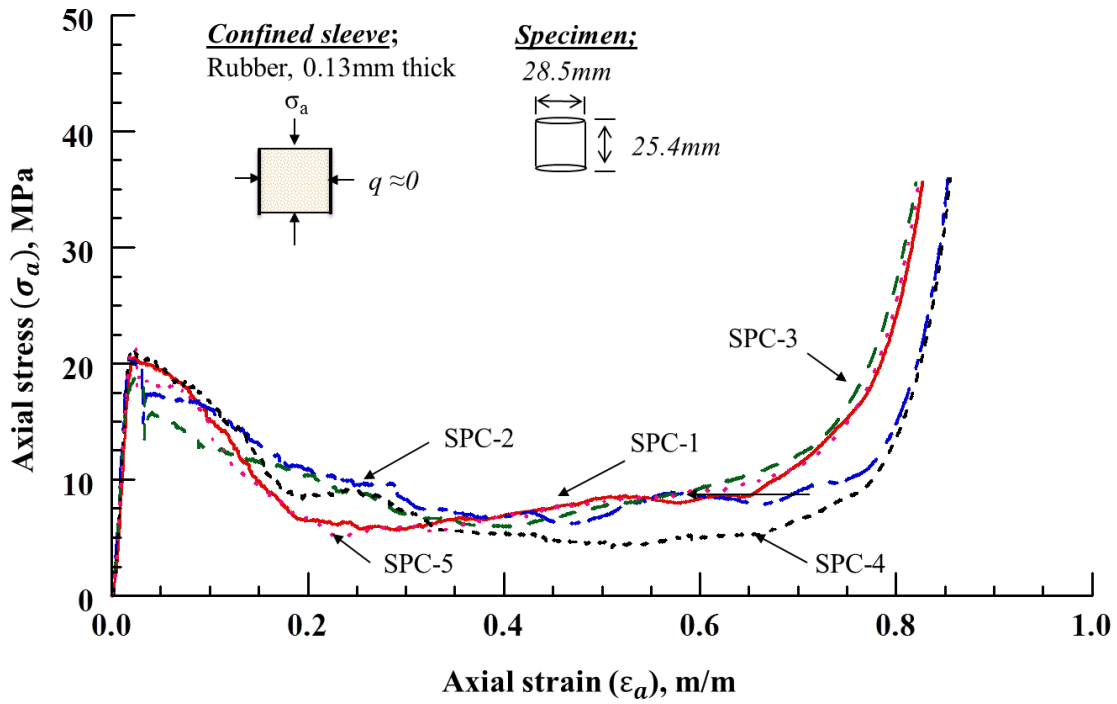 50
40
30
20
10
0
Axial stress (σₐ), MPa
Confined sleeve;
Rubber, 0.13mm thick
σa
q ≈0
Specimen;
28.5mm
25.4mm
SPC-3
SPC-2
SPC-1
SPC-5
SPC-4
0.0 0.2 0.4 0.6 0.8 1.0
Axial strain (εₐ), m/m